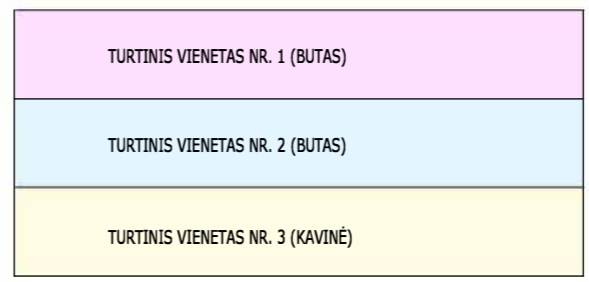 TURTINIS VIENETAS NR. 1 (BUTAS)
TURTINIS VIENETAS NR. 2 (BUTAS)
TURTINIS VIENETAS NR. 3 (KAVINĖ)